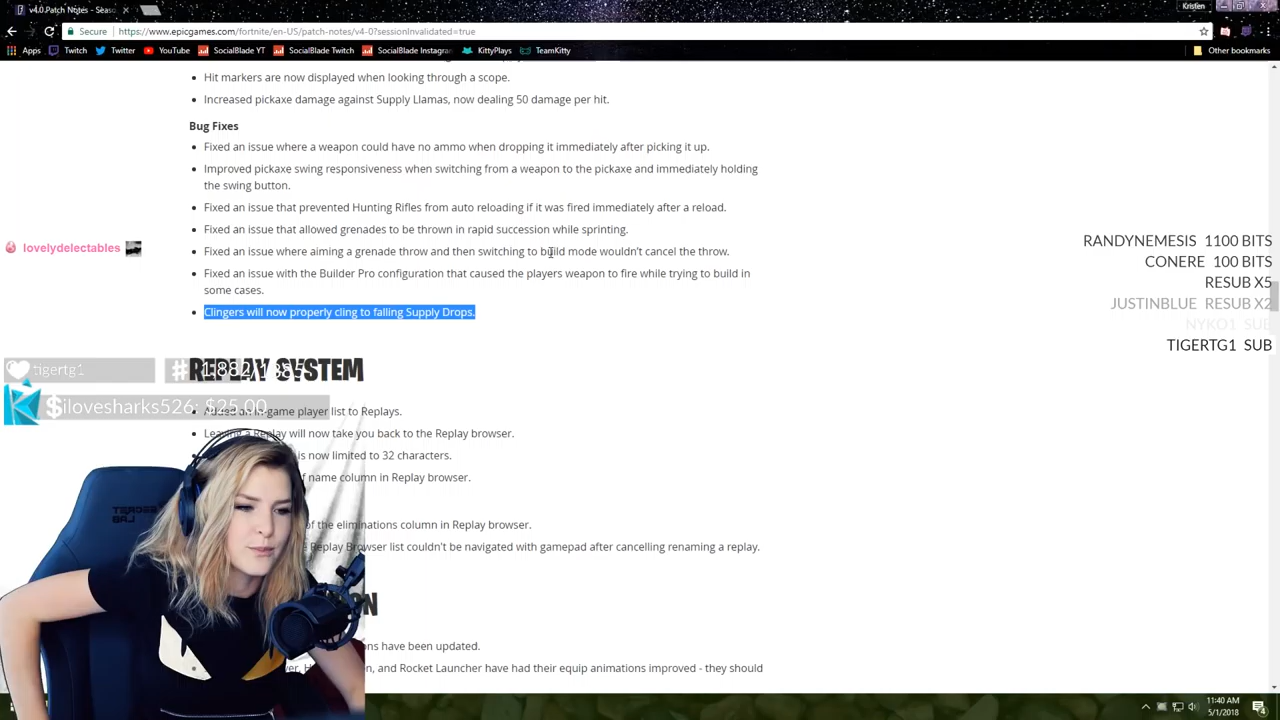 v4.0.Patch Notes - Seaso
Kristen
Secure https://www.epicgames.com/fortnite/en-US/patch-notes/v4-0?sessionInvalidated=true
Apps Twitch Twitter YouTube SocialBlade YT SocialBlade Twitch SocialBlade Instagram KittyPlays TeamKitty Other bookmarks
Hit markers are now displayed when looking through a scope.
Increased pickaxe damage against Supply Llamas, now dealing 50 damage per hit.
Bug Fixes
Fixed an issue where a weapon could have no ammo when dropping it immediately after picking it up.
Improved pickaxe swing responsiveness when switching from a weapon to the pickaxe and immediately holding
the swing button.
Fixed an issue that prevented Hunting Rifles from auto reloading if it was fired immediately after a reload.
Fixed an issue that allowed grenades to be thrown in rapid succession while sprinting.
Fixed an issue where aiming a grenade throw and then switching to build mode wouldn't cancel the throw.
Fixed an issue with the Builder Pro configuration that caused the players weapon to fire while trying to build in
some cases.
Clingers will now properly cling to falling Supply Drops.
lovelydelectables
RANDYNEMESIS 1100 BITS
CONERE 100 BITS
RESUB X5
JUSTINBLUE RESUB X2
NYKO1 SUB
TIGERTG1 SUB
REPLAY SYSTEM
tigertg1
ilovesharks526: $25.00
Added an in-game player list to Replays.
Leaving a Replay will now take you back to the Replay browser.
is now limited to 32 characters.
name column in Replay browser.
of the eliminations column in Replay browser.
Replay Browser list couldn't be navigated with gamepad after cancelling renaming a replay.
have been updated.
and Rocket Launcher have had their equip animations improved - they should
11:40 AM
5/1/2018